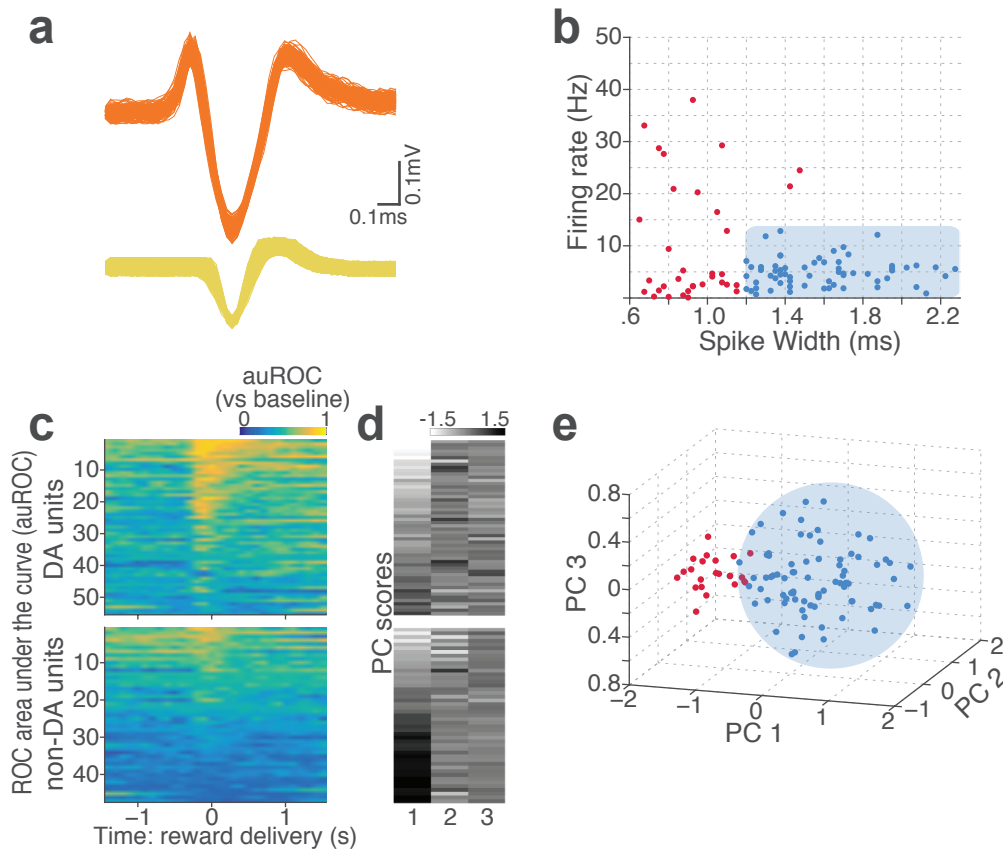 a
0.1mV
0.1ms
b
Firing rate (Hz)
50
40
30
20
10
.6 1.0 1.4 1.8 2.2
Spike Width (ms)
c
auROC
(vs baseline)
0 1
ROC area under the curve (auROC)
DA units
10
20
30
40
50
non-DA units
10
20
30
40
−1 0 1
Time: reward delivery (s)
d
-1.5 1.5
PC scores
1 2 3
e
PC 3
0.8
0.4
0
0.4
0.8
−2 −1 0 1 2
PC 1
−1 0 1 2
PC 2